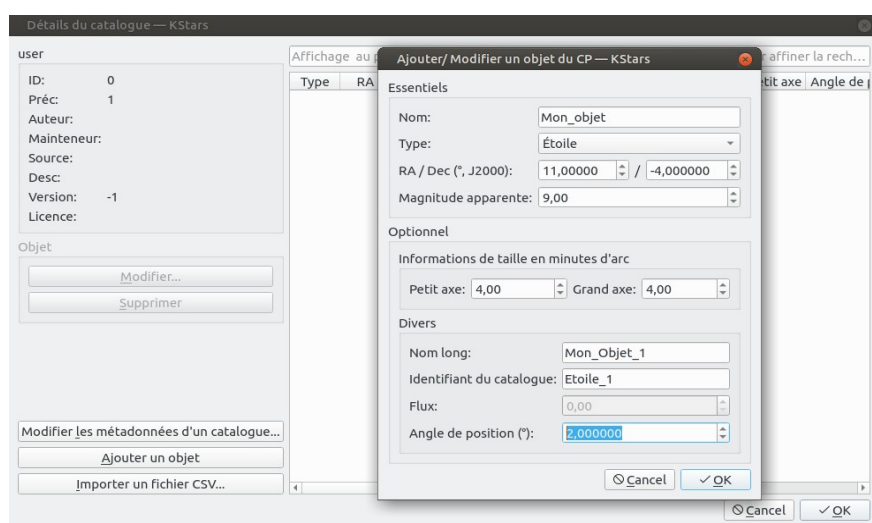 Détails du catalogue — KStars
user
ID: 0
Préc: 1
Auteur:
Mainteneur:
Source:
Desc:
Version: -1
Licence:
Objet
Modifier...
Supprimer
Modifier les métadonnées d'un catalogue...
Ajouter un objet
Importer un fichier CSV...
Affichage au
r affiner la rech...
Type RA
tit axe Angle de
Ajouter/ Modifier un objet du CP — KStars
Essentiels
Nom: Mon_objet
Type: Étoile
RA / Dec (°, J2000): 11,00000 / -4,000000
Magnitude apparente: 9,00
Optionnel
Informations de taille en minutes d'arc
Petit axe: 4,00 Grand axe: 4,00
Divers
Nom long: Mon_Objet_1
Identifiant du catalogue: Etoile_1
Flux: 0,00
Angle de position (°): 2,000000
Cancel OK
Cancel OK